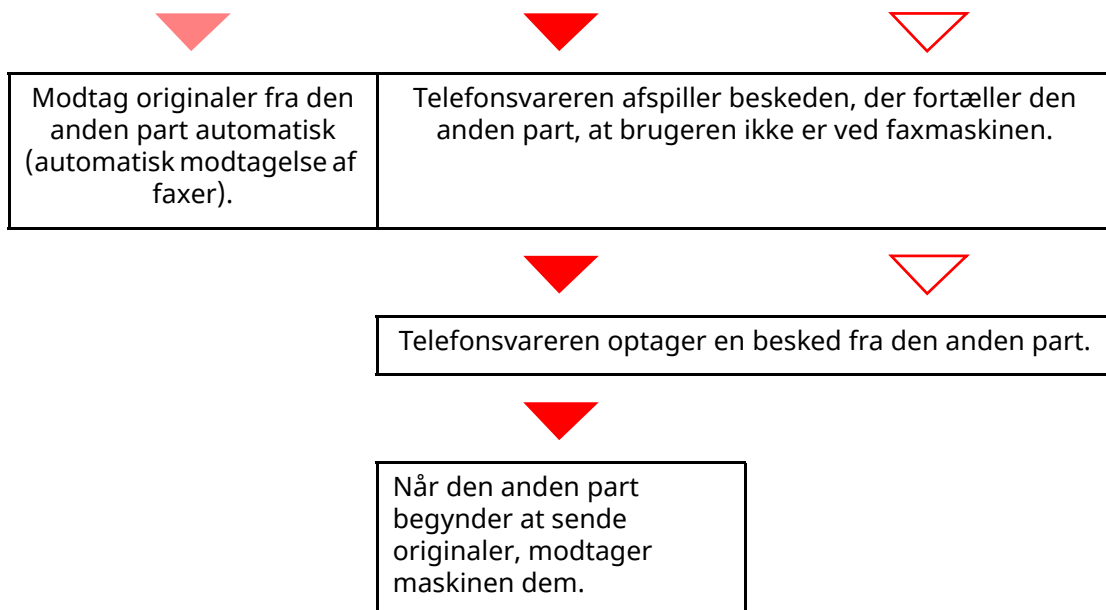 Modtag originaler fra den
anden part automatisk
(automatisk modtagelse af
faxer).
Telefonsvareren afspiller beskeden, der fortæller den
anden part, at brugeren ikke er ved faxmaskinen.
Telefonsvareren optager en besked fra den anden part.
Når den anden part
begynder at sende
originaler, modtager
maskinen dem.